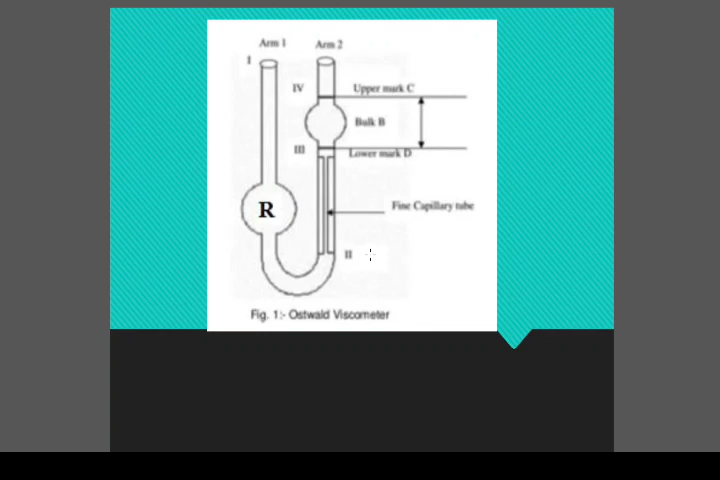 Arm 1 Arm 2
I
IV Upper mark C
Bulk B
III Lower mark D
R
Fine Capillary tube
II
Fig. 1:- Ostwald Viscometer